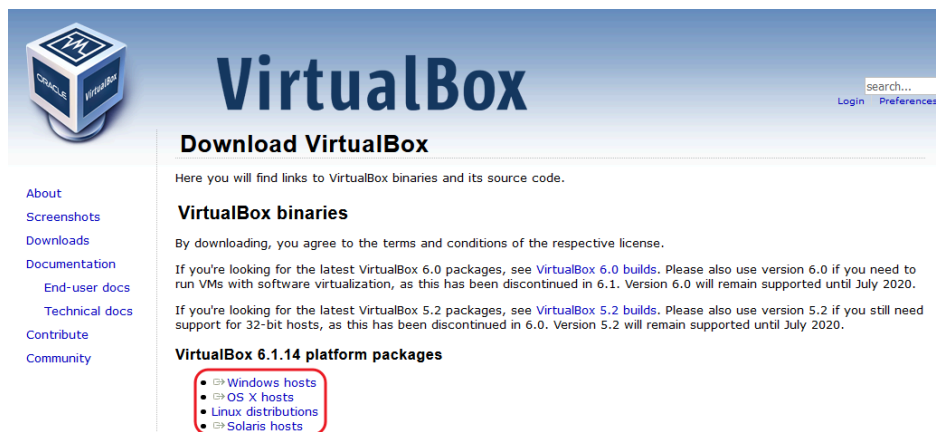 ORACLE
VirtualBox
VirtualBox
search...
Login Preferences
Download VirtualBox
Here you will find links to VirtualBox binaries and its source code.
About
Screenshots
Downloads
Documentation
End-user docs
Technical docs
Contribute
Community
VirtualBox binaries
By downloading, you agree to the terms and conditions of the respective license.
If you're looking for the latest VirtualBox 6.0 packages, see VirtualBox 6.0 builds. Please also use version 6.0 if you need to
run VMs with software virtualization, as this has been discontinued in 6.1. Version 6.0 will remain supported until July 2020.
If you're looking for the latest VirtualBox 5.2 packages, see VirtualBox 5.2 builds. Please also use version 5.2 if you still need
support for 32-bit hosts, as this has been discontinued in 6.0. Version 5.2 will remain supported until July 2020.
VirtualBox 6.1.14 platform packages
Windows hosts
OS X hosts
Linux distributions
Solaris hosts